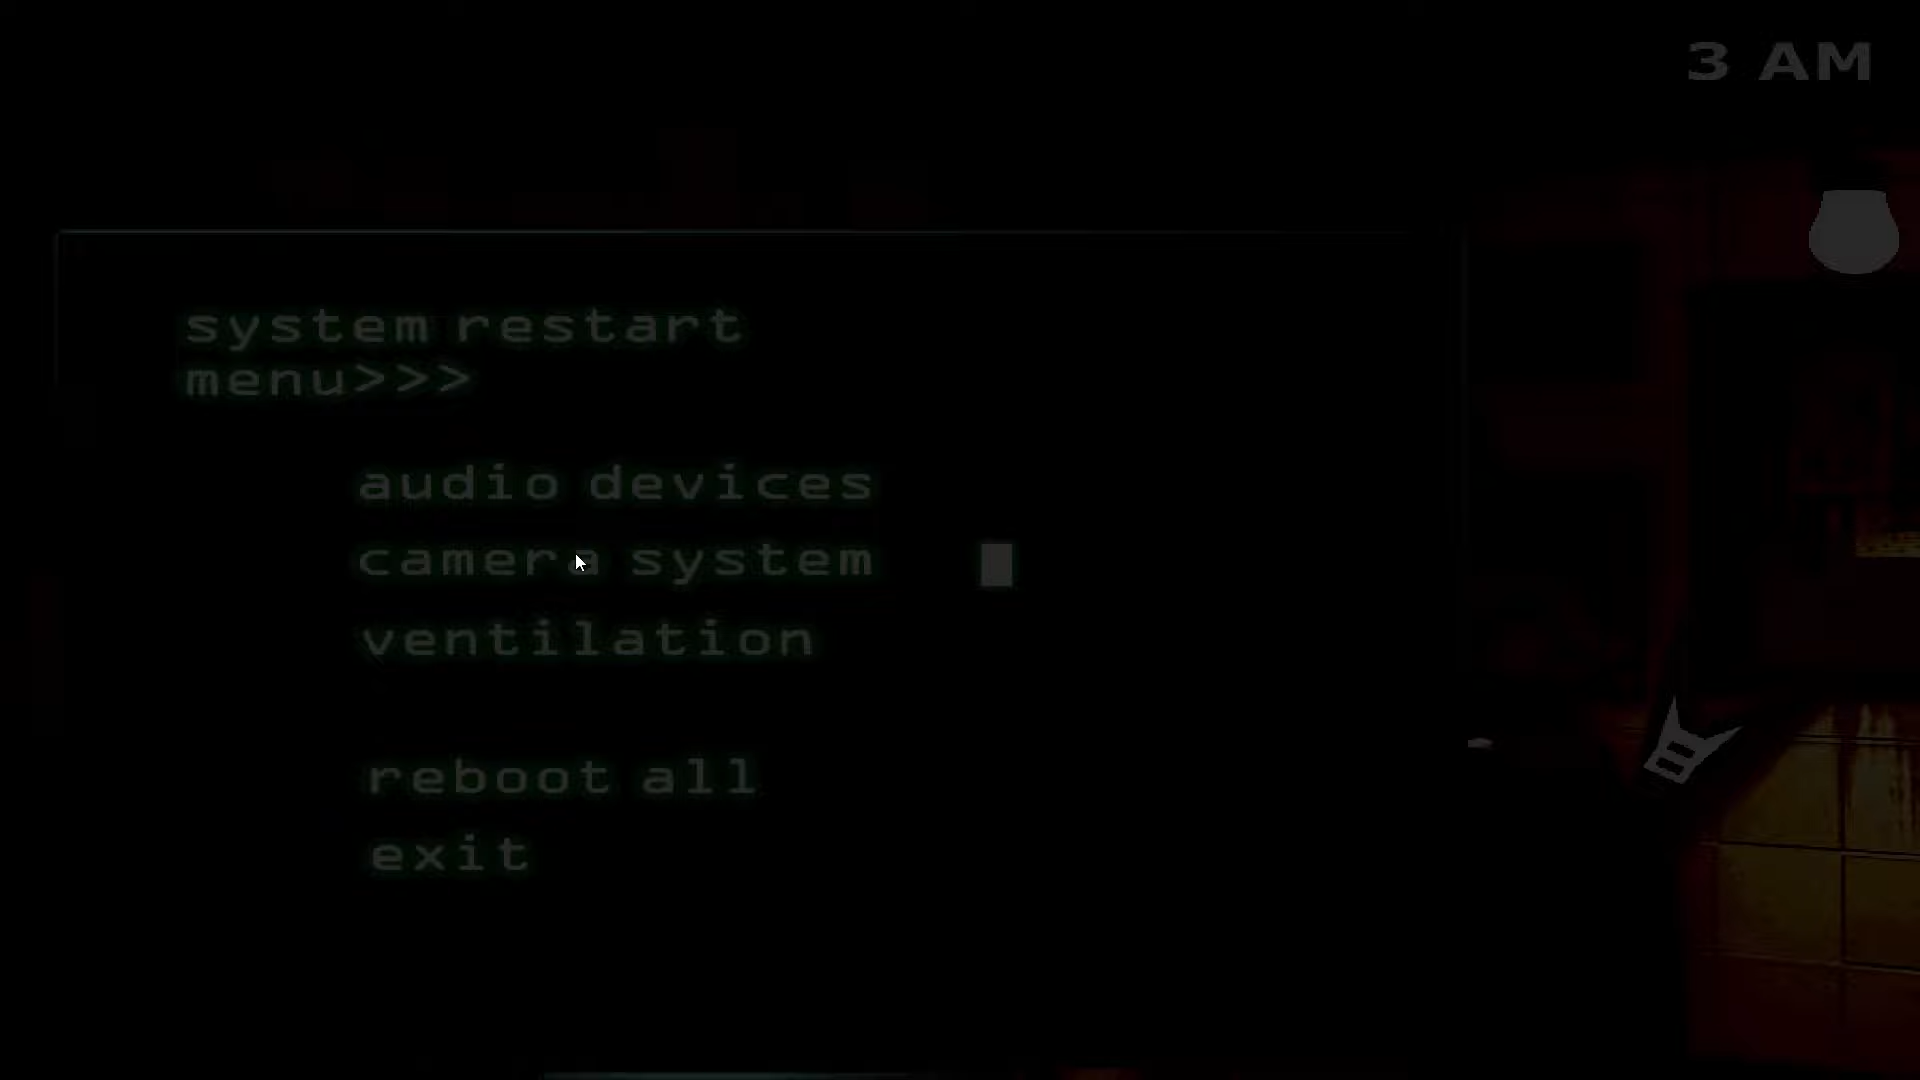 3 AM
system restart
menu>>>
audio devices
camera system
ventilation
reboot all
exit